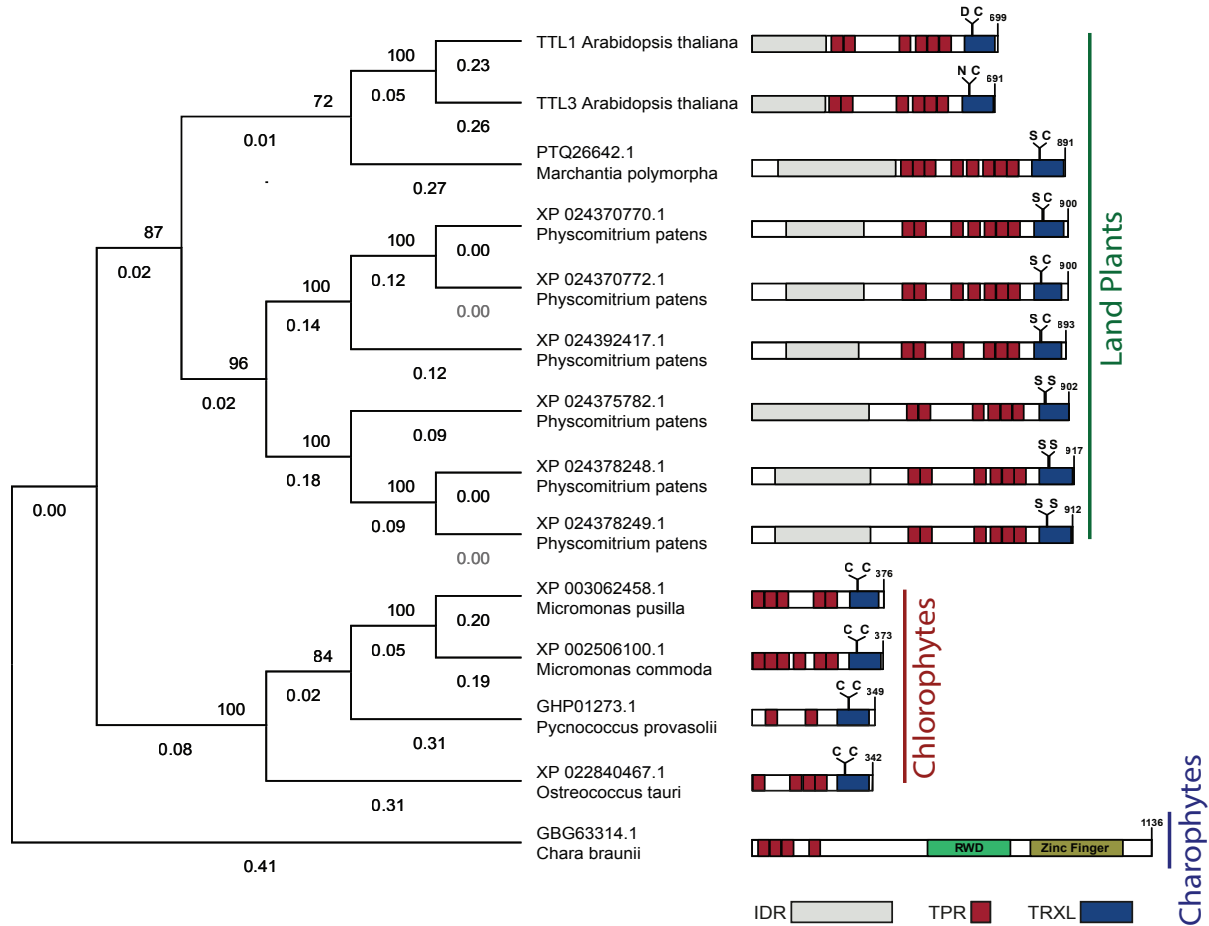 D C
699
100
0.23
TTL1 Arabidopsis thaliana
72
0.05
N C
691
0.01
0.26
TTL3 Arabidopsis thaliana
S C
891
PTQ26642.1
Marchantia polymorpha
0.27
87
0.02
S C
900
XP 024370770.1
Physcomitrium patens
100
0.00
100
0.12
S C
900
XP 024370772.1
Physcomitrium patens
0.00
0.14
S C
893
XP 024392417.1
Physcomitrium patens
96
0.12
0.02
S S
902
XP 024375782.1
Physcomitrium patens
100
0.09
0.18
S S
917
XP 024378248.1
Physcomitrium patens
100
0.00
0.09
S S
912
XP 024378249.1
Physcomitrium patens
0.00
Land Plants
0.00
C C
376
XP 003062458.1
Micromonas pusilla
100
0.20
84
0.05
C C
373
XP 002506100.1
Micromonas commoda
0.02
0.19
100
C C
349
GHP01273.1
Pycnococcus provasolii
0.08
0.31
C C
342
XP 022840467.1
Ostreococcus tauri
0.31
Chlorophytes
1136
GBG63314.1
Chara braunii
RWD
Zinc Finger
0.41
Charophytes
IDR
TPR
TRXL